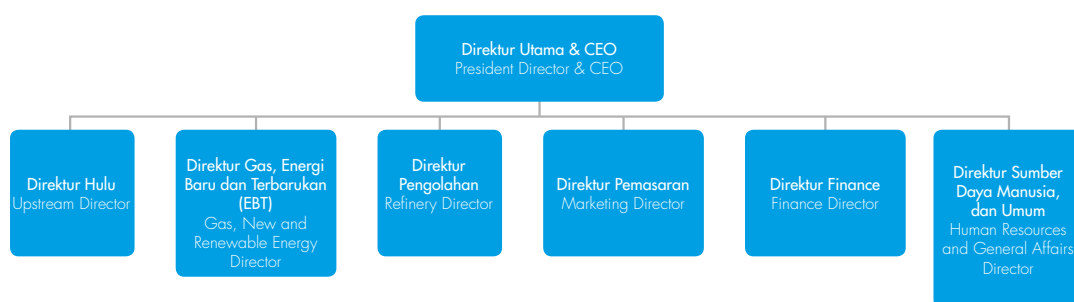 Direktur Utama & CEO
President Director & CEO
Direktur Hulu
Upstream Director
Direktur Gas, Energi
Baru dan Terbarukan
(EBT)
Gas, New and
Renewable Energy
Director
Direktur
Pengolahan
Refinery Director
Direktur Pemasaran
Marketing Director
Direktur Finance
Finance Director
Direktur Sumber
Daya Manusia,
dan Umum
Human Resources
and General Affairs
Director